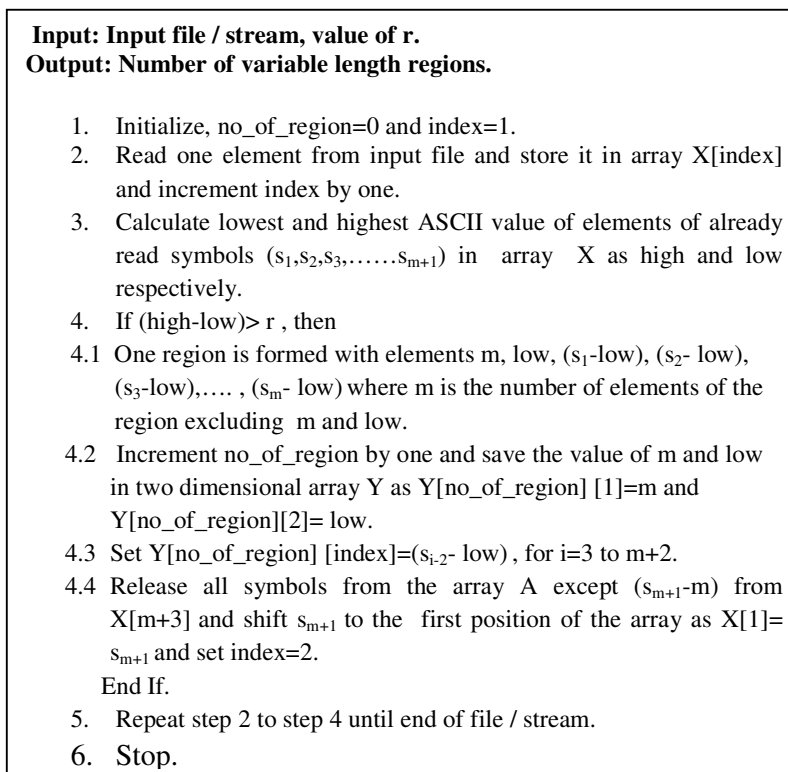 Input: Input file / stream, value of r.
Output: Number of variable length regions.
1. Initialize, no_of_region=0 and index=1.
2. Read one element from input file and store it in array X[index]
and increment index by one.
3. Calculate lowest and highest ASCII value of elements of already
read symbols (s₁,s₂,s₃,......sₘ₊₁) in array X as high and low
respectively.
4. If (high-low)> r , then
4.1 One region is formed with elements m, low, (s₁-low), (s₂- low),
(s₃-low),.... , (sₘ- low) where m is the number of elements of the
region excluding m and low.
4.2 Increment no_of_region by one and save the value of m and low
in two dimensional array Y as Y[no_of_region] [1]=m and
Y[no_of_region][2]= low.
4.3 Set Y[no_of_region] [index]=(sᵢ₋₂- low) , for i=3 to m+2.
4.4 Release all symbols from the array A except (sₘ₊₁-m) from
X[m+3] and shift sₘ₊₁ to the first position of the array as X[1]=
sₘ₊₁ and set index=2.
End If.
5. Repeat step 2 to step 4 until end of file / stream.
6. Stop.